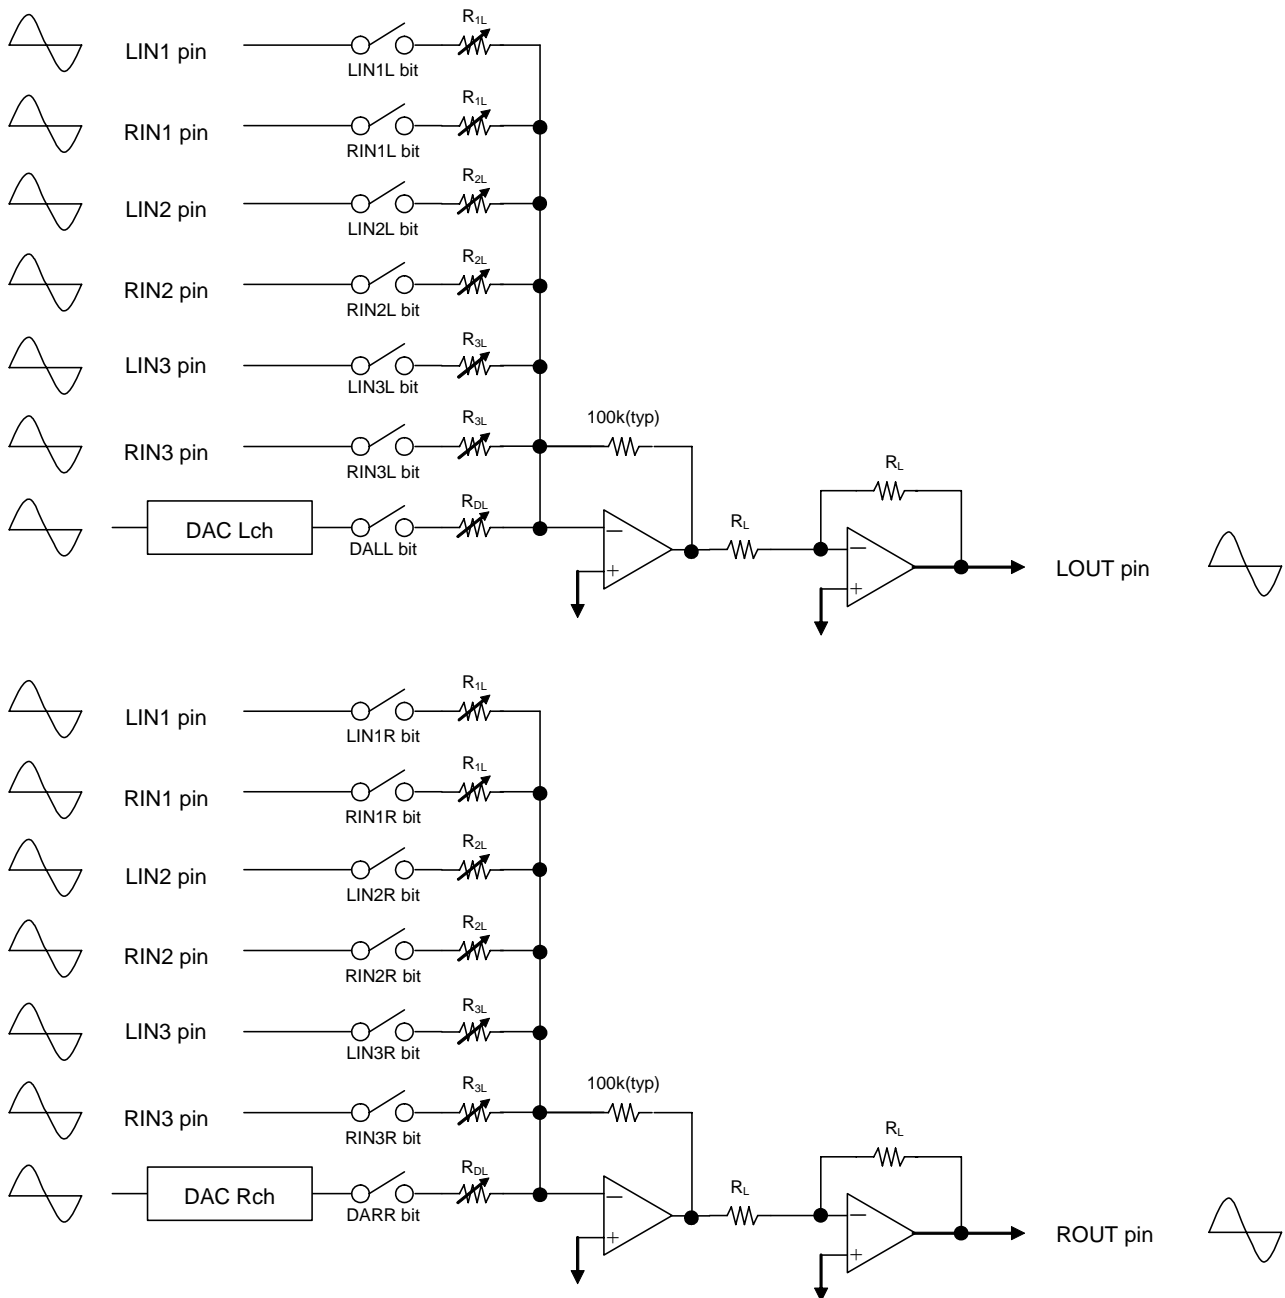 R1L
LIN1 pin
LIN1L bit
R1L
RIN1 pin
RIN1L bit
R2L
LIN2 pin
LIN2L bit
R2L
RIN2 pin
RIN2L bit
R3L
LIN3 pin
LIN3L bit
R3L
100k(typ)
RIN3 pin
RIN3L bit
RL
RDL
DAC Lch
DALL bit
−
+
RL
−
+
LOUT pin
R1L
LIN1 pin
LIN1R bit
R1L
RIN1 pin
RIN1R bit
R2L
LIN2 pin
LIN2R bit
R2L
RIN2 pin
RIN2R bit
R3L
LIN3 pin
LIN3R bit
R3L
100k(typ)
RIN3 pin
RIN3R bit
RL
RDL
DAC Rch
DARR bit
−
+
RL
−
+
ROUT pin